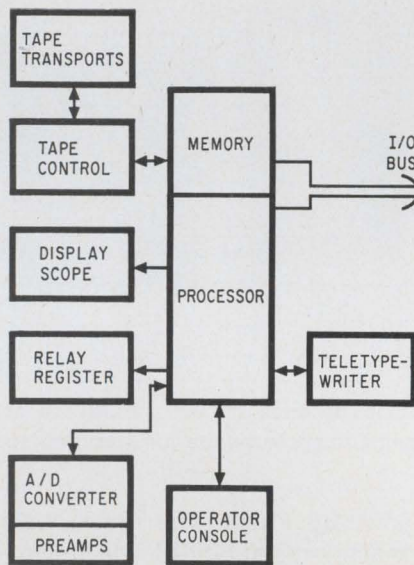 TAPE
TRANSPORTS
TAPE
CONTROL
MEMORY
I/O
BUS
DISPLAY
SCOPE
PROCESSOR
RELAY
REGISTER
TELETYPE-
WRITER
A/D
CONVERTER
PREAMPS
OPERATOR
CONSOLE